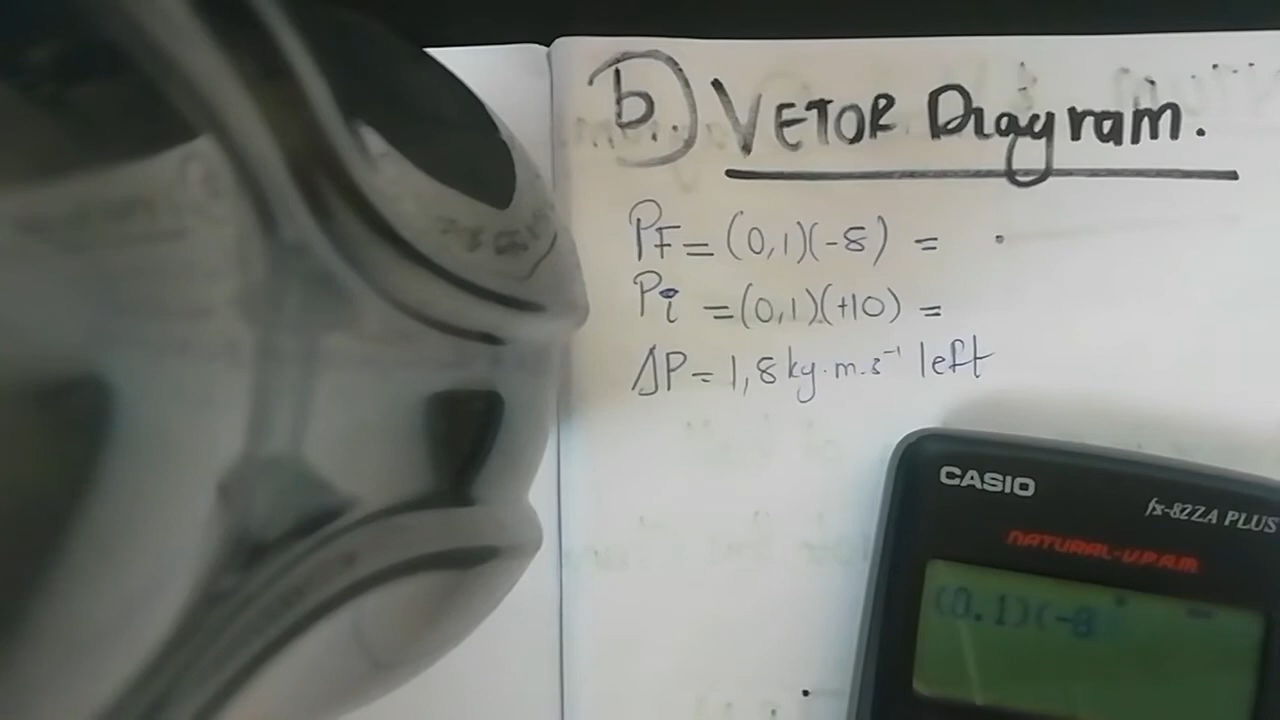 b.) VETOR Diagram.
PF = (0,1)(-8) =
Pi = (0,1)(+10) =
ΔP = 1,8 kg.m.s⁻¹ left
CASIO
fx-82ZA PLUS
NATURAL-V.P.A.M.
(0.1)(-8